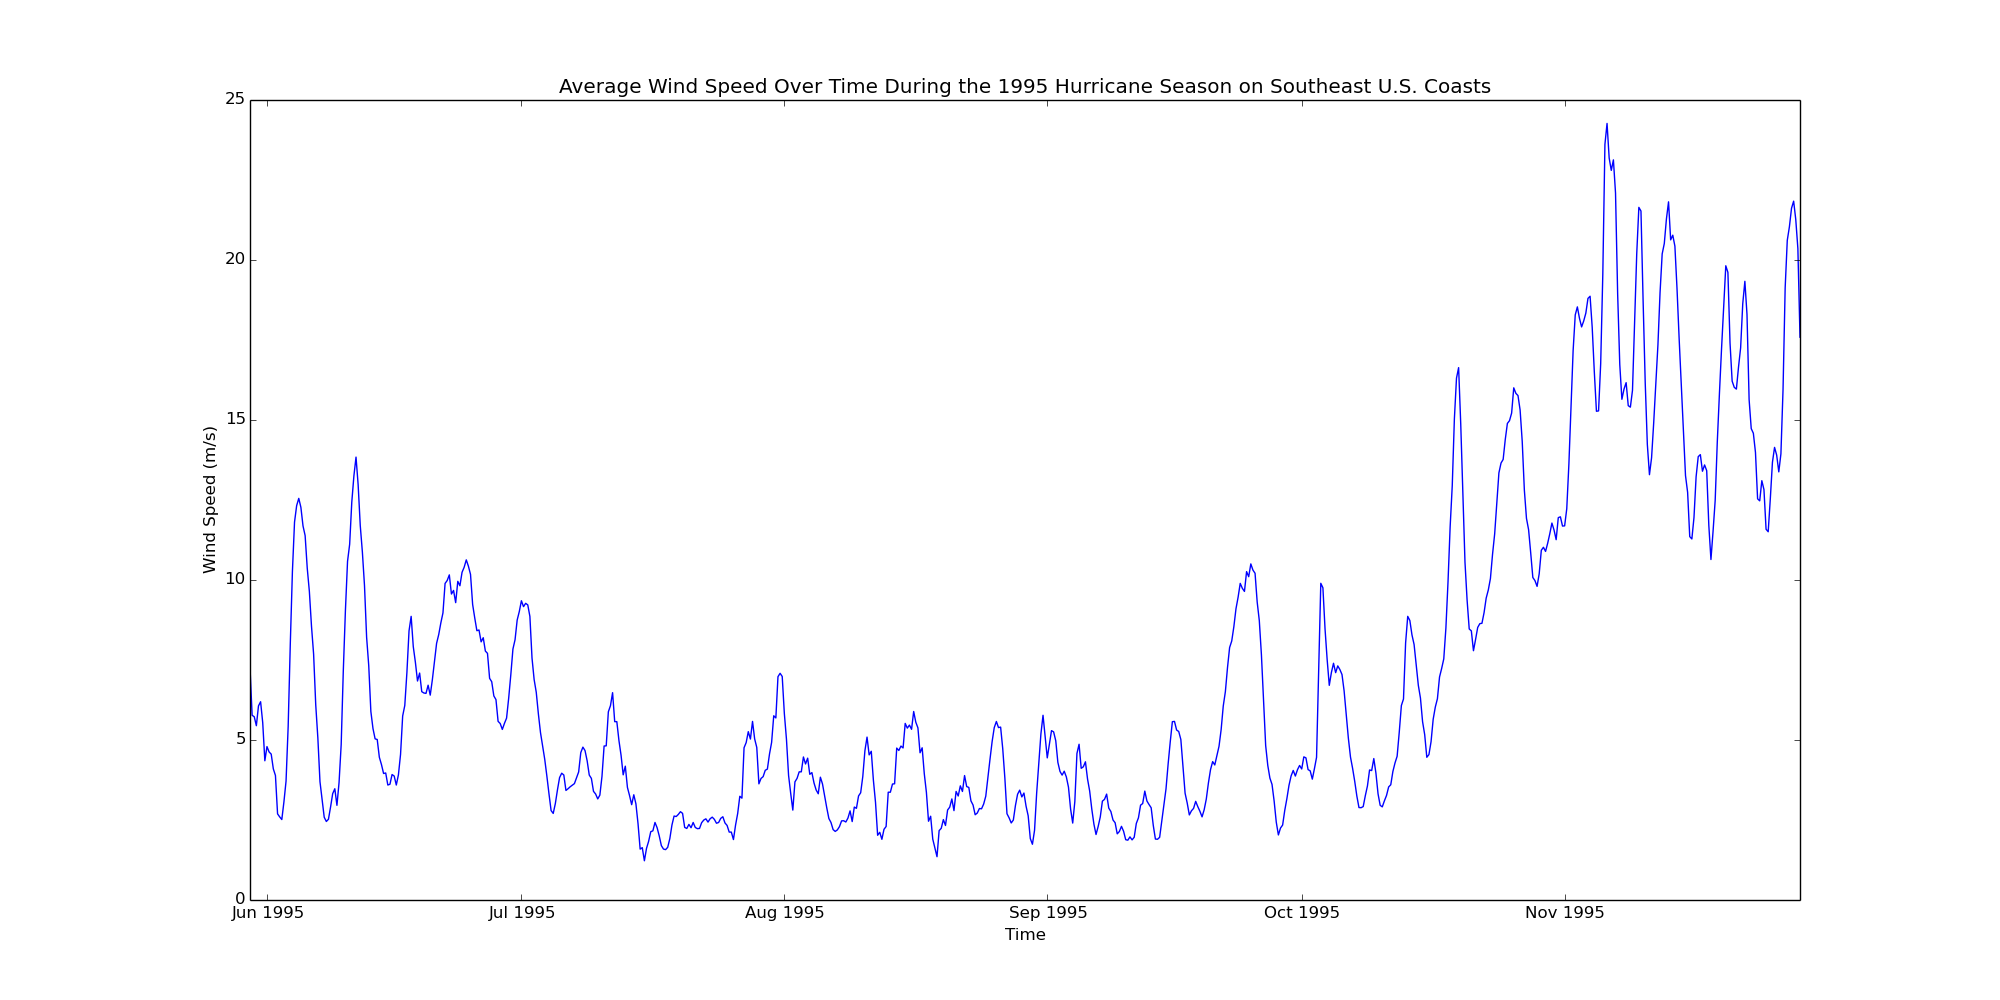 Average Wind Speed Over Time During the 1995 Hurricane Season on Southeast U.S. Coasts
25
20
15
10
5
0
Wind Speed (m/s)
Jun 1995
Jul 1995
Aug 1995
Sep 1995
Oct 1995
Nov 1995
Time